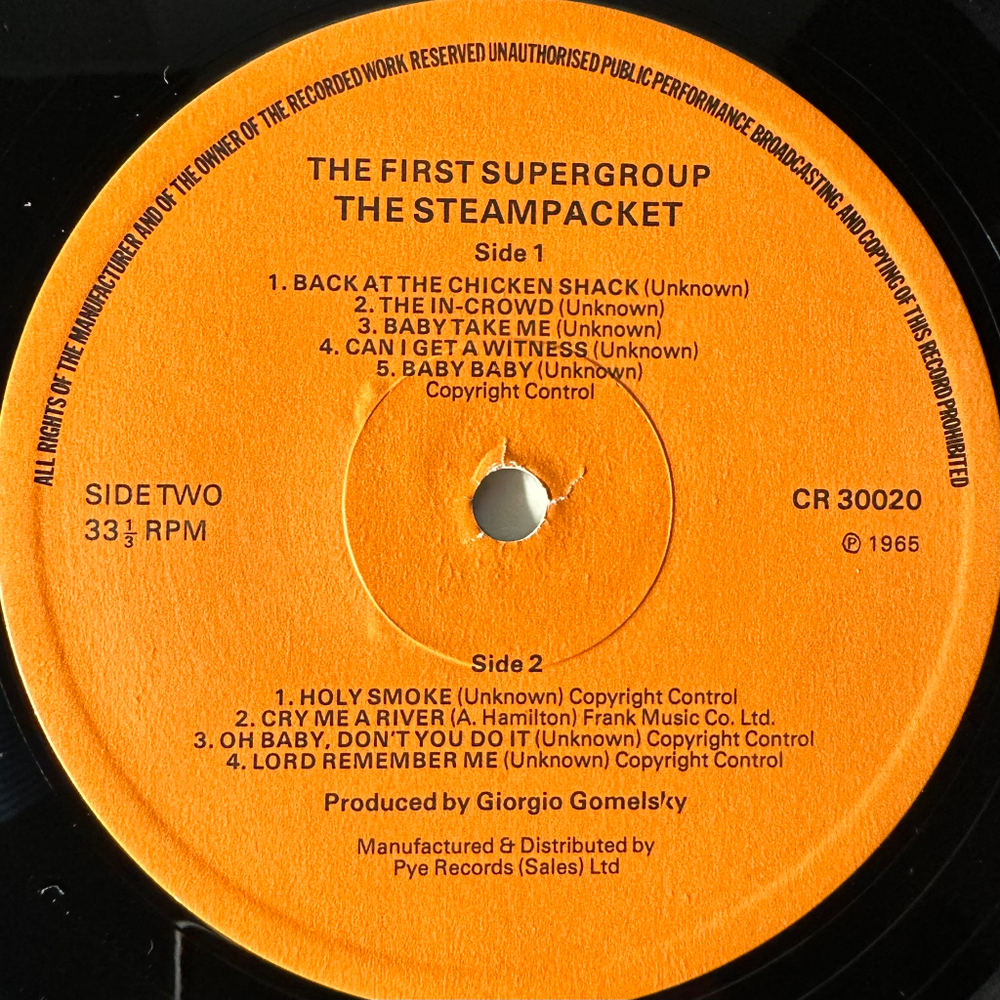 ALL RIGHTS OF THE MANUFACTURER AND OF THE OWNER OF THE RECORDED WORK RESERVED UNAUTHORISED PUBLIC PERFORMANCE BROADCASTING AND COPYING OF THIS RECORD PROHIBITED
THE FIRST SUPERGROUP
THE STEAMPACKET
Side 1
1. BACK AT THE CHICKEN SHACK (Unknown)
2. THE IN-CROWD (Unknown)
3. BABY TAKE ME (Unknown)
4. CAN I GET A WITNESS (Unknown)
5. BABY BABY (Unknown)
Copyright Control
SIDE TWO
33⅓ RPM
CR 30020
℗ 1965
Side 2
1. HOLY SMOKE (Unknown) Copyright Control
2. CRY ME A RIVER (A. Hamilton) Frank Music Co. Ltd.
3. OH BABY, DON'T YOU DO IT (Unknown) Copyright Control
4. LORD REMEMBER ME (Unknown) Copyright Control
Produced by Giorgio Gomelsky
Manufactured & Distributed by
Pye Records (Sales) Ltd